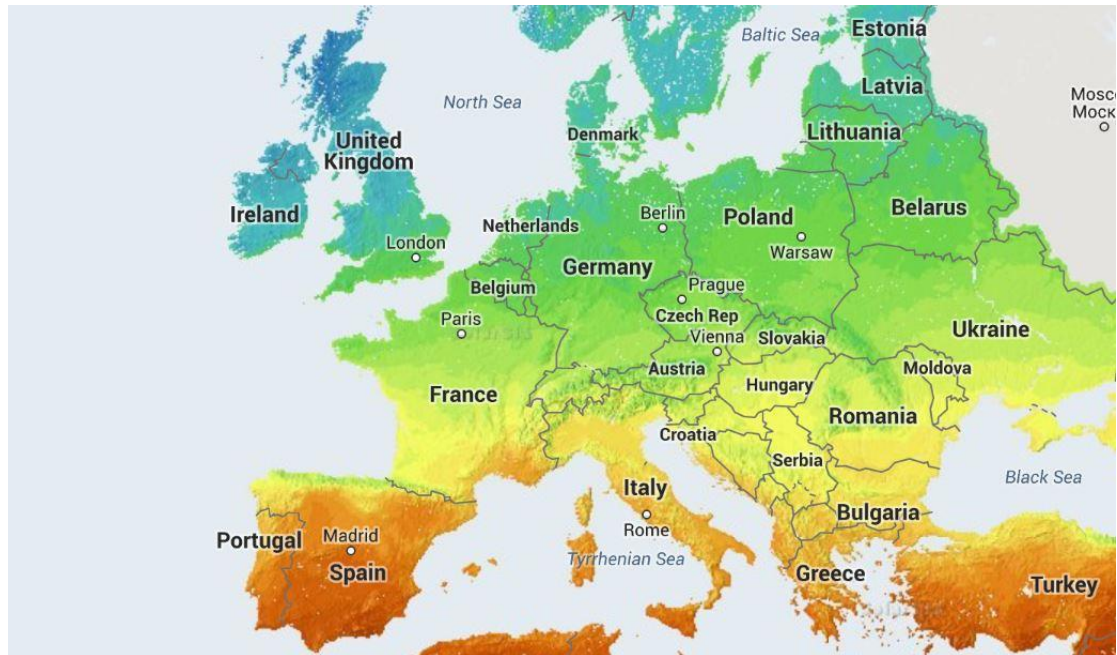 Baltic Sea
Estonia
Latvia
Mosco
Моск
North Sea
Denmark
Lithuania
United
Kingdom
Ireland
Netherlands
Berlin
Poland
Belarus
London
Warsaw
Germany
Belgium
Prague
Paris
Czech Rep
Ukraine
Vienna
Slovakia
Austria
Moldova
France
Hungary
Romania
Croatia
Serbia
Black Sea
Italy
Rome
Bulgaria
Portugal
Madrid
Spain
Tyrrhenian Sea
Greece
Turkey